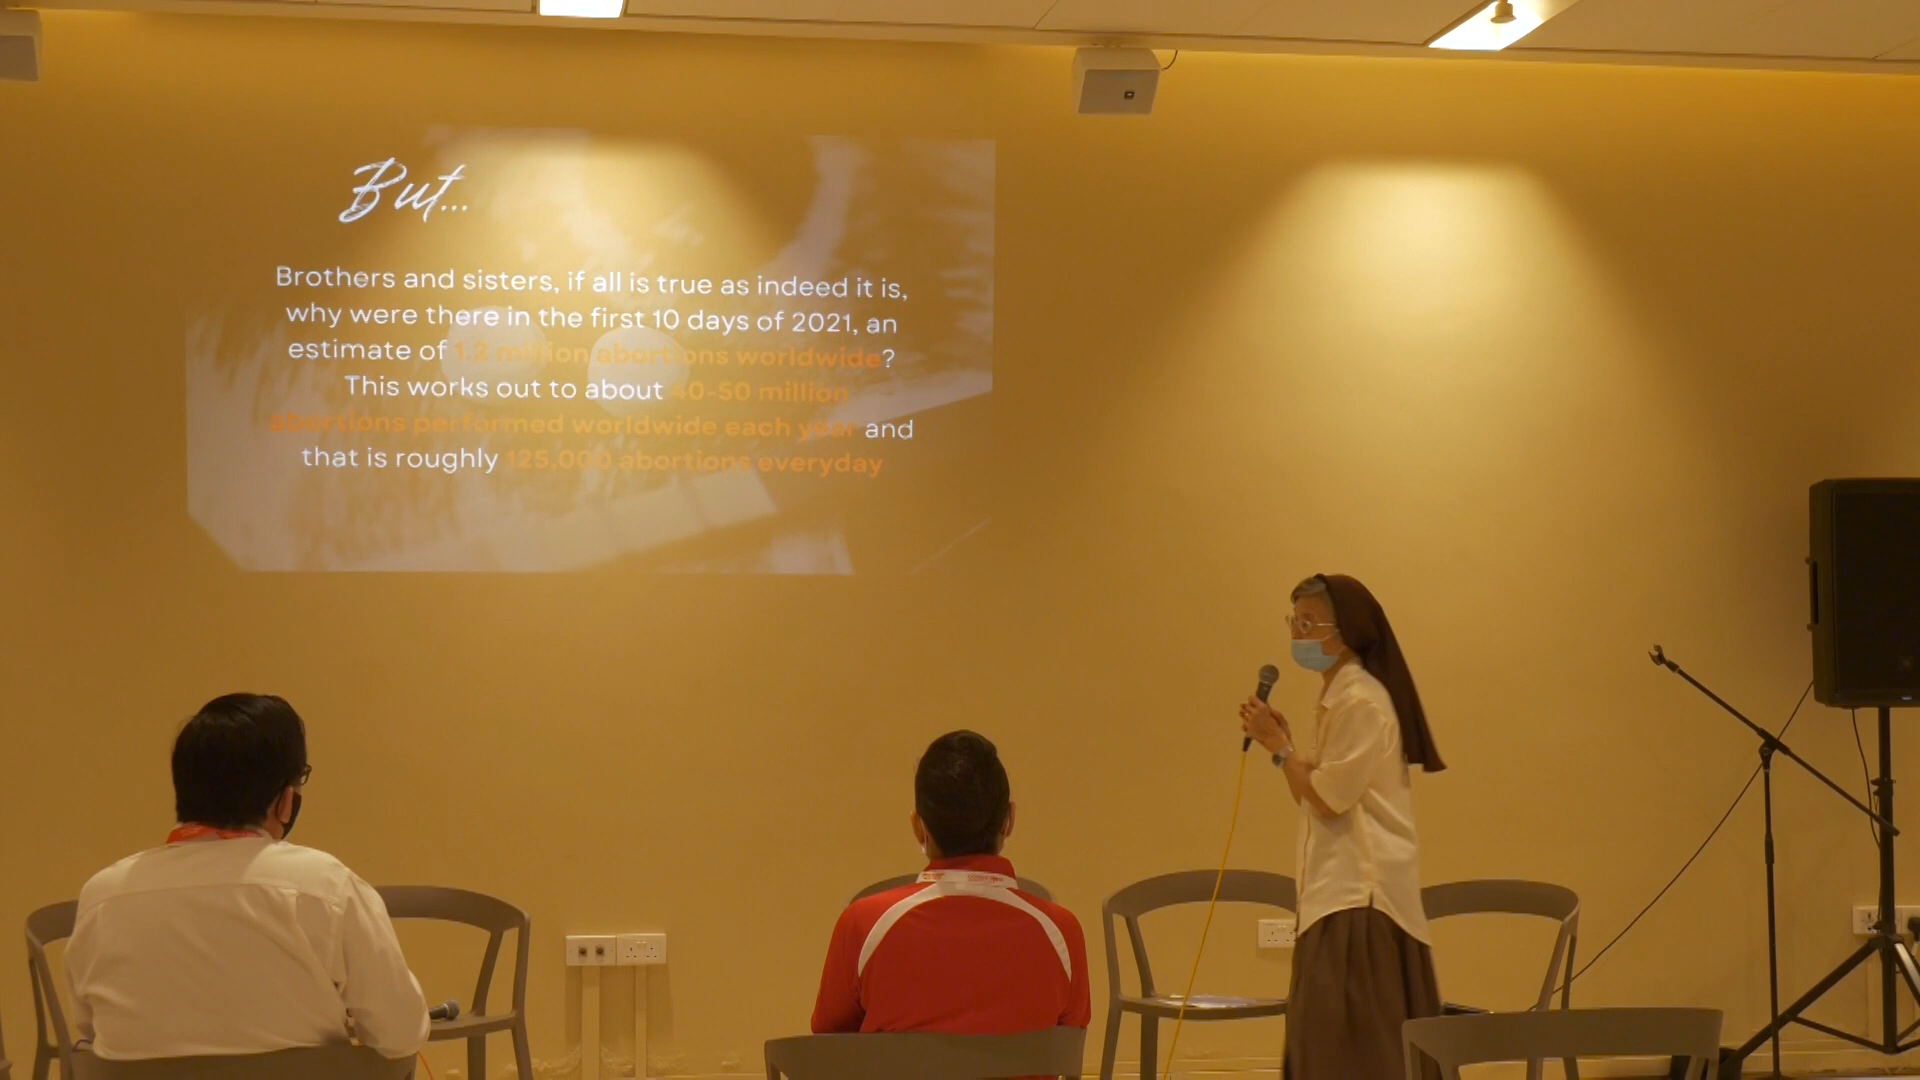 But...
Brothers and sisters, if all is true as indeed it is,
why were there in the first 10 days of 2021, an
estimate of 1.2 million abortions worldwide?
This works out to about 40-50 million
abortions performed worldwide each year and
that is roughly 125,000 abortions everyday